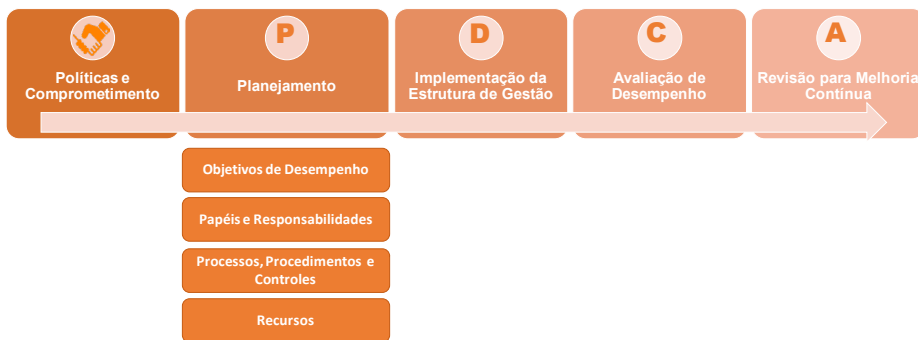 P
D
C
A
Políticas e
Comprometimento
Planejamento
Implementação da
Estrutura de Gestão
Avaliação de
Desempenho
Revisão para Melhoria
Contínua
Objetivos de Desempenho
Papéis e Responsabilidades
Processos, Procedimentos e
Controles
Recursos